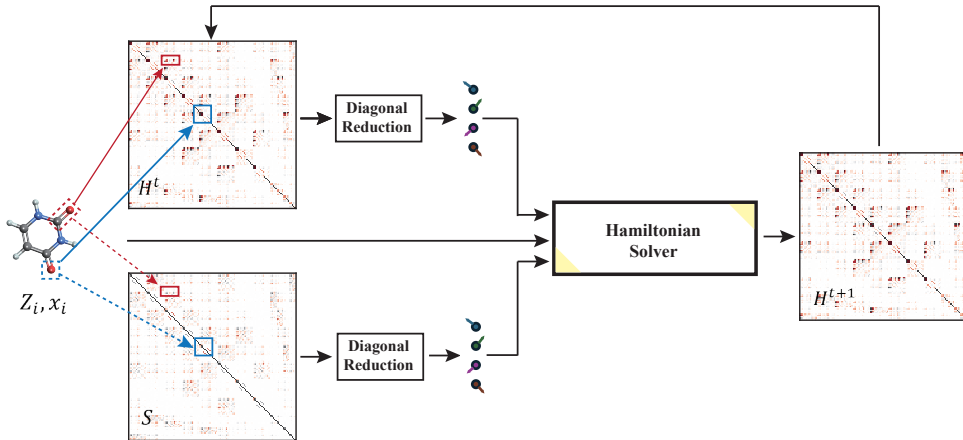 Diagonal
Reduction
H^t
Hamiltonian
Solver
Z_i, x_i
H^{t+1}
Diagonal
Reduction
S